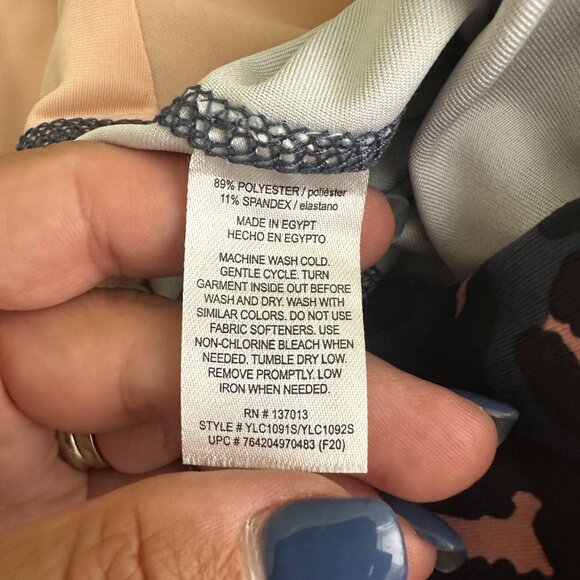 89% POLYESTER / poliéster
11% SPANDEX / elastano
MADE IN EGYPT
HECHO EN EGYPTO
MACHINE WASH COLD.
GENTLE CYCLE. TURN
GARMENT INSIDE OUT BEFORE
WASH AND DRY. WASH WITH
SIMILAR COLORS. DO NOT USE
FABRIC SOFTENERS. USE
NON-CHLORINE BLEACH WHEN
NEEDED. TUMBLE DRY LOW.
REMOVE PROMPTLY. LOW
IRON WHEN NEEDED.
RN # 137013
STYLE # YLC1091S/YLC1092S
UPC # 764204970483 (F20)